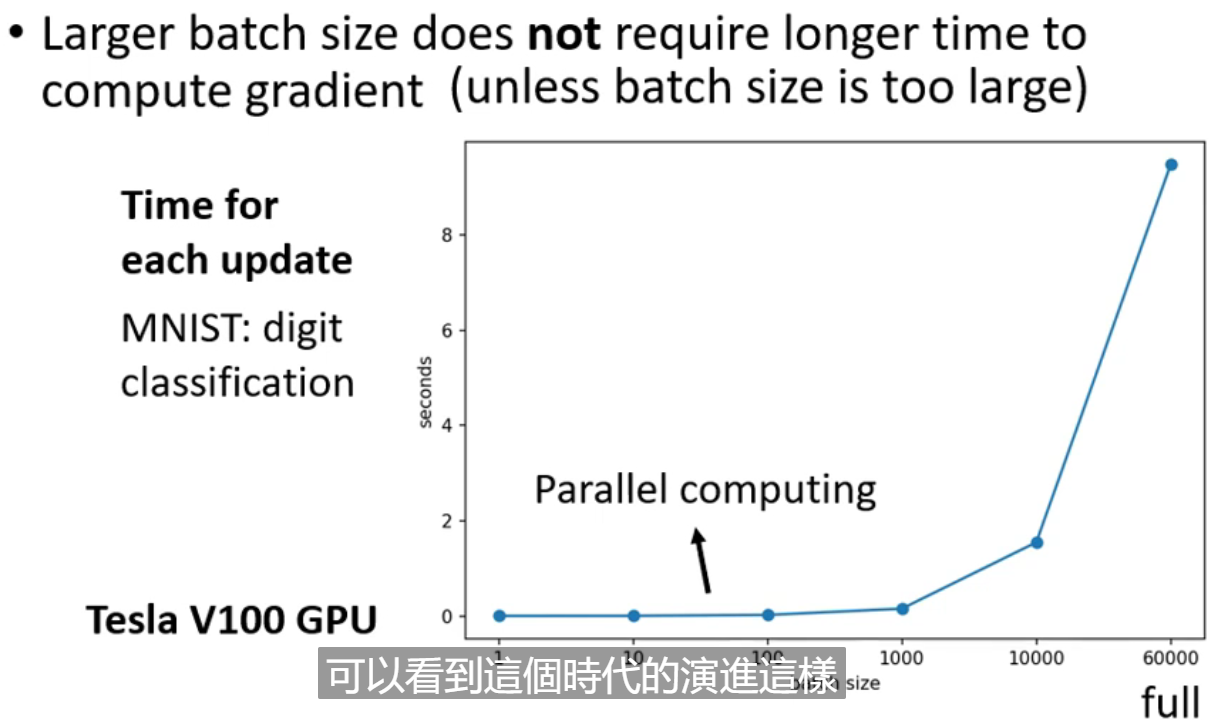 • Larger batch size does not require longer time to
compute gradient (unless batch size is too large)
Time for
each update
MNIST: digit
classification
Tesla V100 GPU
seconds
8
6
4
2
0
Parallel computing
1 10 100 1000 10000 60000
batch size
full
可以看到這個時代的演進這樣